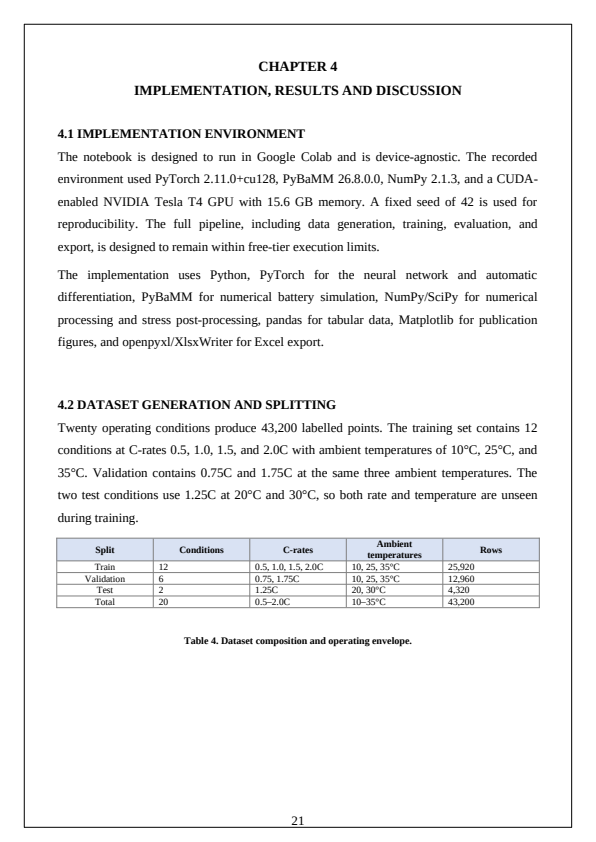 CHAPTER 4
IMPLEMENTATION, RESULTS AND DISCUSSION
4.1 IMPLEMENTATION ENVIRONMENT
The notebook is designed to run in Google Colab and is device-agnostic. The recorded
environment used PyTorch 2.11.0+cu128, PyBaMM 26.8.0.0, NumPy 2.1.3, and a CUDA-
enabled NVIDIA Tesla T4 GPU with 15.6 GB memory. A fixed seed of 42 is used for
reproducibility. The full pipeline, including data generation, training, evaluation, and
export, is designed to remain within free-tier execution limits.
The implementation uses Python, PyTorch for the neural network and automatic
differentiation, PyBaMM for numerical battery simulation, NumPy/SciPy for numerical
processing and stress post-processing, pandas for tabular data, Matplotlib for publication
figures, and openpyxl/XlsxWriter for Excel export.
4.2 DATASET GENERATION AND SPLITTING
Twenty operating conditions produce 43,200 labelled points. The training set contains 12
conditions at C-rates 0.5, 1.0, 1.5, and 2.0C with ambient temperatures of 10°C, 25°C, and
35°C. Validation contains 0.75C and 1.75C at the same three ambient temperatures. The
two test conditions use 1.25C at 20°C and 30°C, so both rate and temperature are unseen
during training.
Split Conditions C-rates Ambient temperatures Rows
Train 12 0.5, 1.0, 1.5, 2.0C 10, 25, 35°C 25,920
Validation 6 0.75, 1.75C 10, 25, 35°C 12,960
Test 2 1.25C 20, 30°C 4,320
Total 20 0.5–2.0C 10–35°C 43,200
Table 4. Dataset composition and operating envelope.
21